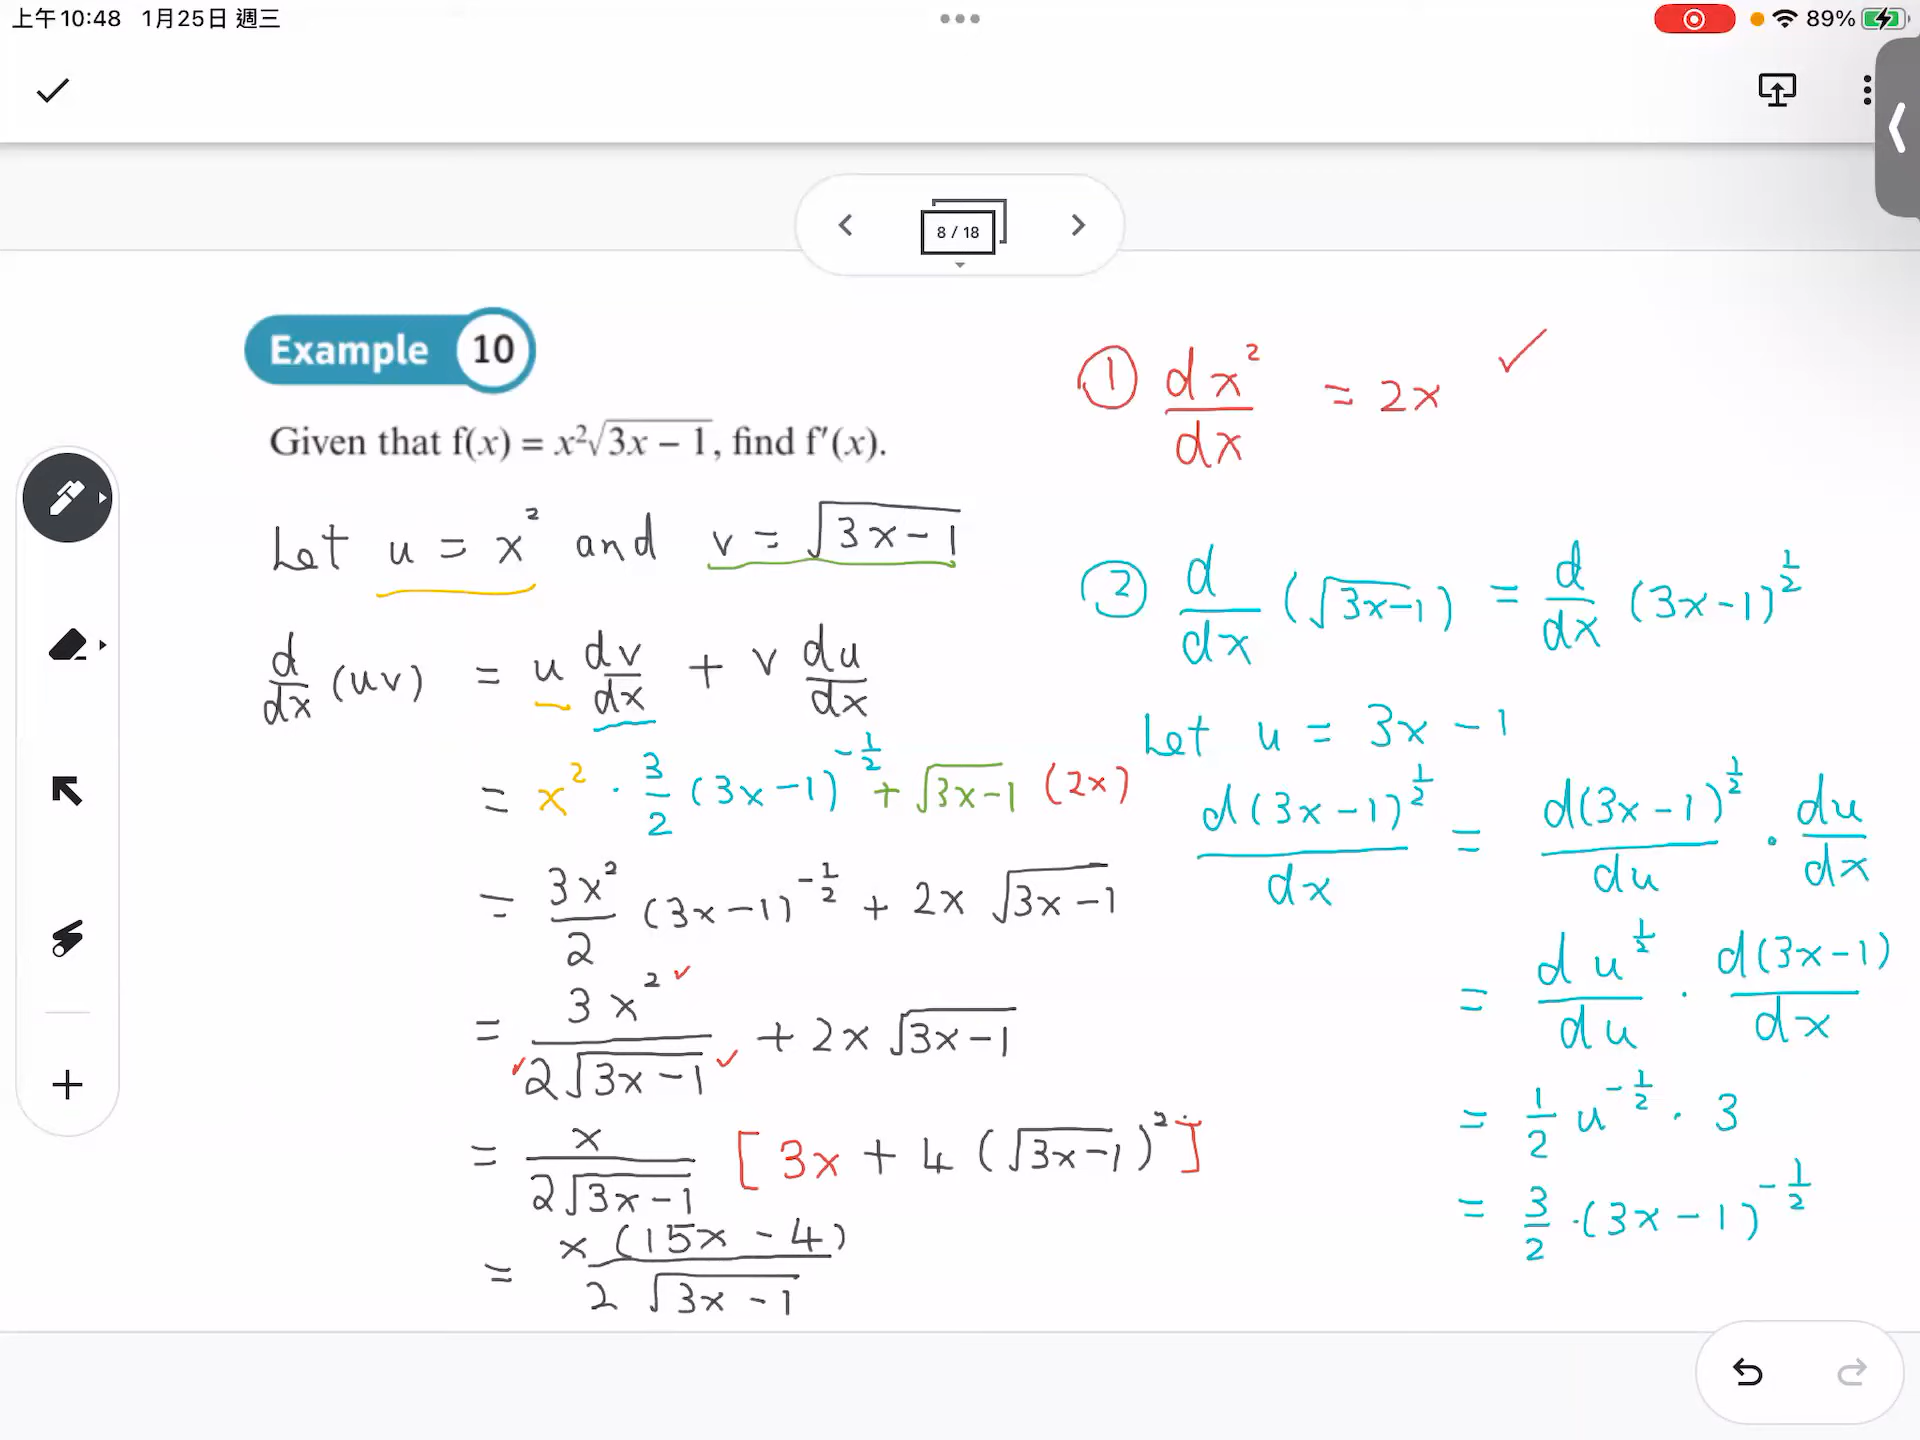 上午10:48 1月25日 週三
89%
8 / 18
Example 10
Given that f(x) = x²√(3x − 1), find f′(x).
Let u = x² and v = √(3x − 1)
d/dx (uv) = u dv/dx + v du/dx
= x² · 3/2 (3x − 1)^(-1/2) + √(3x − 1) (2x)
= 3x²/2 (3x − 1)^(-1/2) + 2x √(3x − 1)
= 3x² / 2√(3x − 1) + 2x √(3x − 1)
= x / 2√(3x − 1) [3x + 4 (√(3x − 1))²]
= x (15x − 4) / 2 √(3x − 1)
① dx²/dx = 2x ✓
② d/dx (√(3x − 1)) = d/dx (3x − 1)^(1/2)
Let u = 3x − 1
d(3x − 1)^(1/2)/dx = d(3x − 1)^(1/2)/du · du/dx
= du^(1/2)/du · d(3x − 1)/dx
= 1/2 u^(-1/2) · 3
= 3/2 · (3x − 1)^(-1/2)